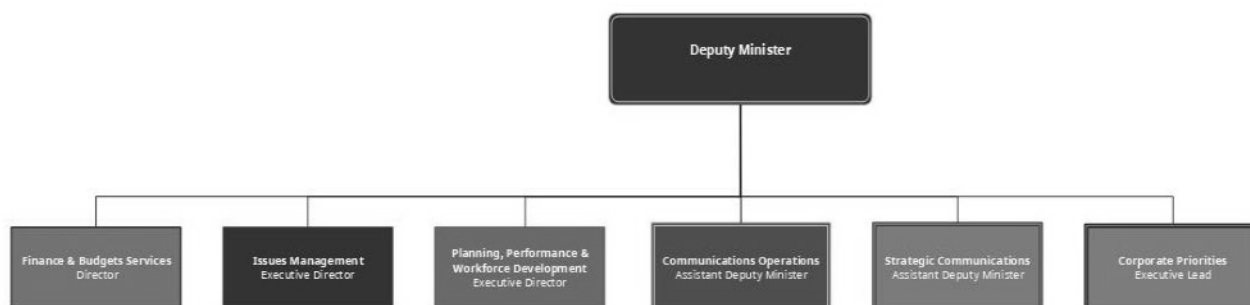 Deputy Minister
Finance & Budgets Services
Director
Issues Management
Executive Director
Planning, Performance &
Workforce Development
Executive Director
Communications Operations
Assistant Deputy Minister
Strategic Communications
Assistant Deputy Minister
Corporate Priorities
Executive Lead